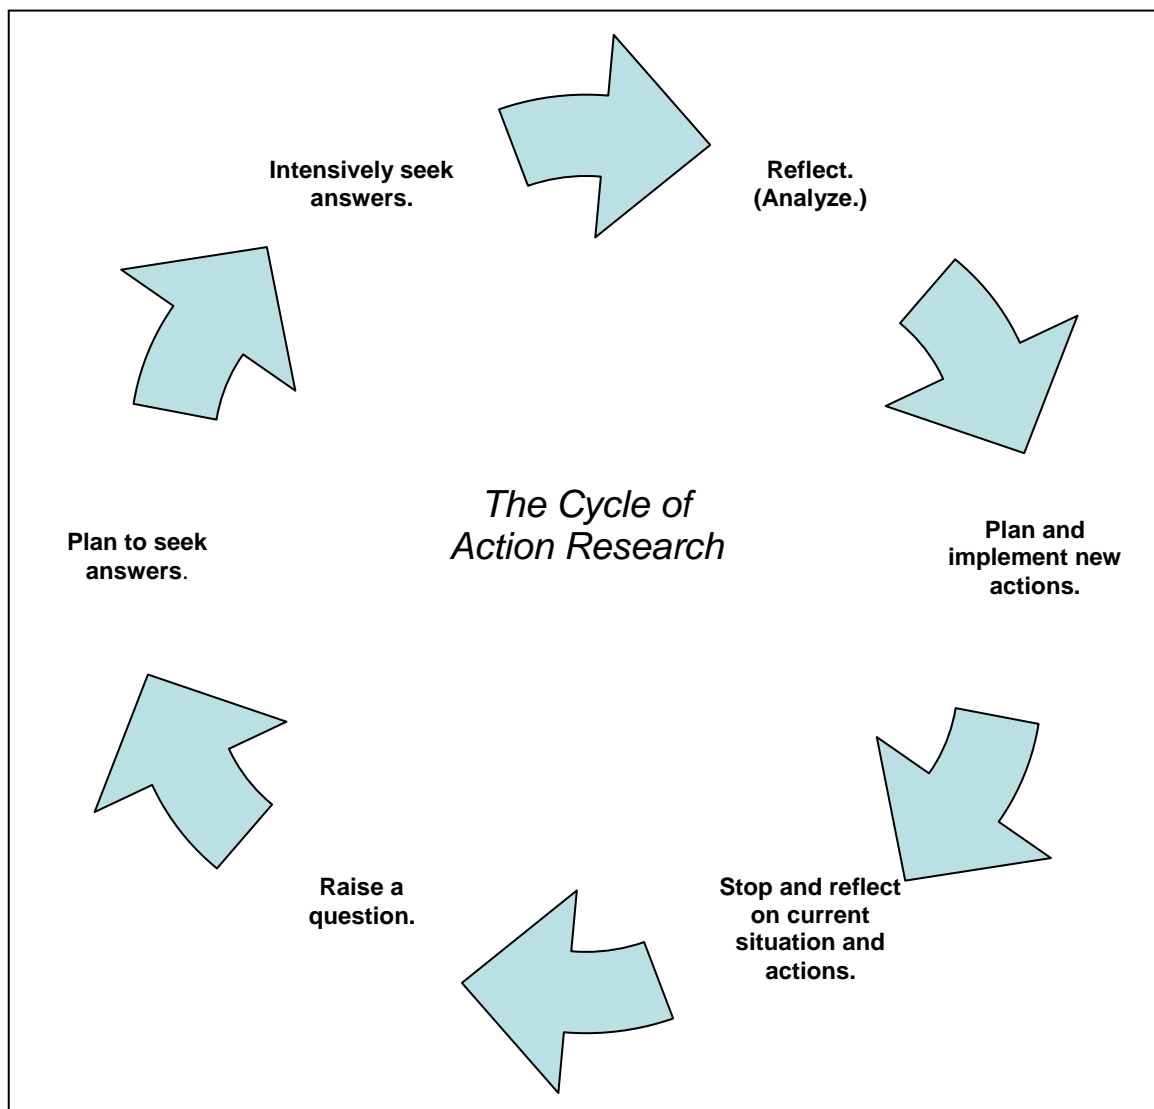 Intensively seek
answers.
Reflect.
(Analyze.)
The Cycle of
Action Research
Plan to seek
answers.
Plan and
implement new
actions.
Raise a
question.
Stop and reflect
on current
situation and
actions.